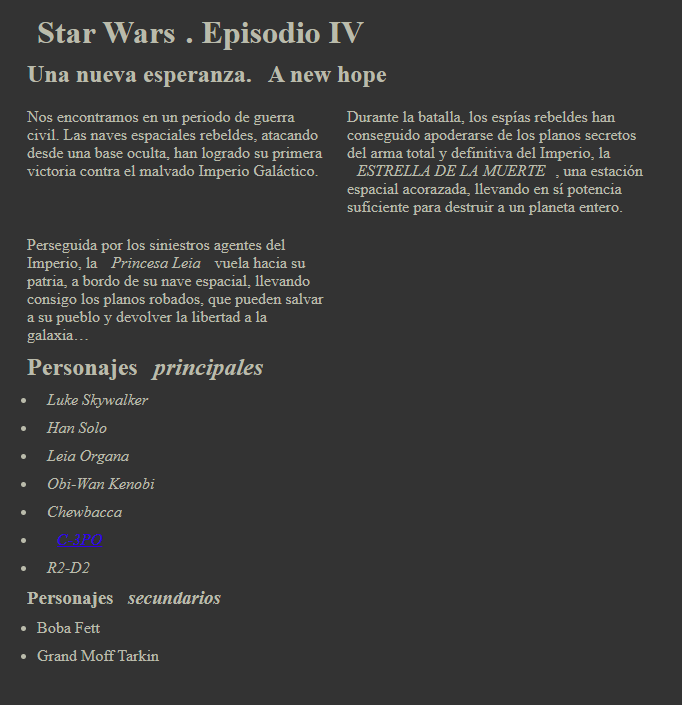 Star Wars . Episodio IV
Una nueva esperanza. A new hope
Nos encontramos en un periodo de guerra
civil. Las naves espaciales rebeldes, atacando
desde una base oculta, han logrado su primera
victoria contra el malvado Imperio Galáctico.
Durante la batalla, los espías rebeldes han
conseguido apoderarse de los planos secretos
del arma total y definitiva del Imperio, la
ESTRELLA DE LA MUERTE , una estación
espacial acorazada, llevando en sí potencia
suficiente para destruir a un planeta entero.
Perseguida por los siniestros agentes del
Imperio, la Princesa Leia vuela hacia su
patria, a bordo de su nave espacial, llevando
consigo los planos robados, que pueden salvar
a su pueblo y devolver la libertad a la
galaxia…
Personajes principales
Luke Skywalker
Han Solo
Leia Organa
Obi-Wan Kenobi
Chewbacca
C-3PO
R2-D2
Personajes secundarios
Boba Fett
Grand Moff Tarkin